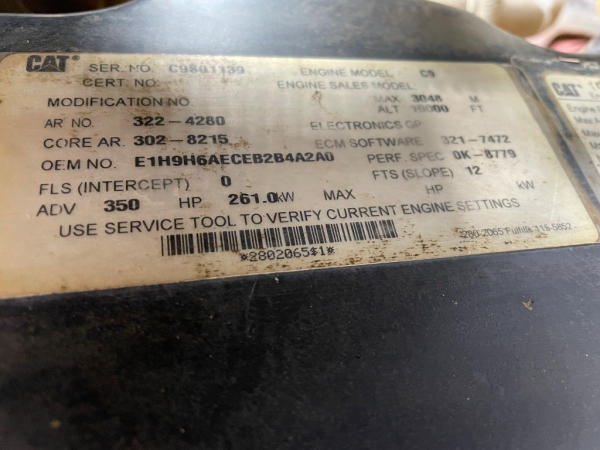 CAT® SER. NO. C9801139 ENGINE MODEL C9
CERT. NO. ENGINE SALES MODEL
MODIFICATION NO. MAX 3048 M
ALT 10000 FT
AR NO. 322-4280 ELECTRONICS GP
CORE AR. 302-8215 ECM SOFTWARE 321-7472
OEM NO. E1H9H6AECEB2B4A2A0 PERF. SPEC 0K-8779
FLS (INTERCEPT) 0 FTS (SLOPE) 12
ADV 350 HP 261.0kW MAX HP kW
USE SERVICE TOOL TO VERIFY CURRENT ENGINE SETTINGS
*2802065$1*
CAT®